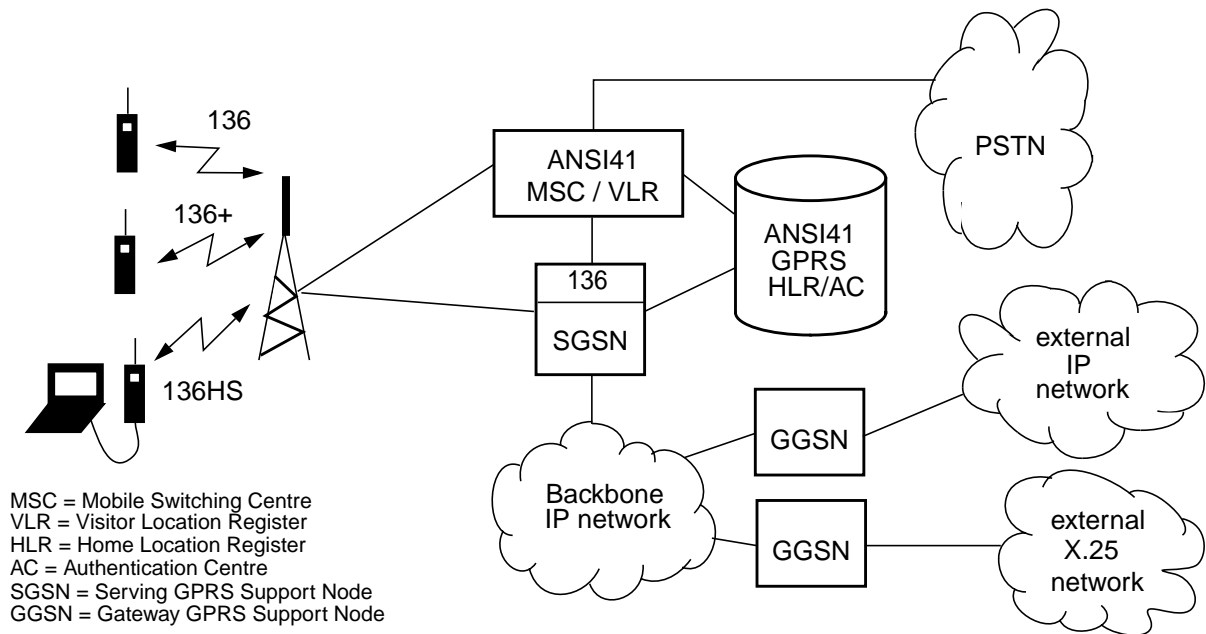 136
136+
136HS
ANSI41
MSC / VLR
PSTN
ANSI41
GPRS
HLR/AC
136
SGSN
external
IP
network
GGSN
Backbone
IP network
GGSN
external
X.25
network
MSC = Mobile Switching Centre
VLR = Visitor Location Register
HLR = Home Location Register
AC = Authentication Centre
SGSN = Serving GPRS Support Node
GGSN = Gateway GPRS Support Node